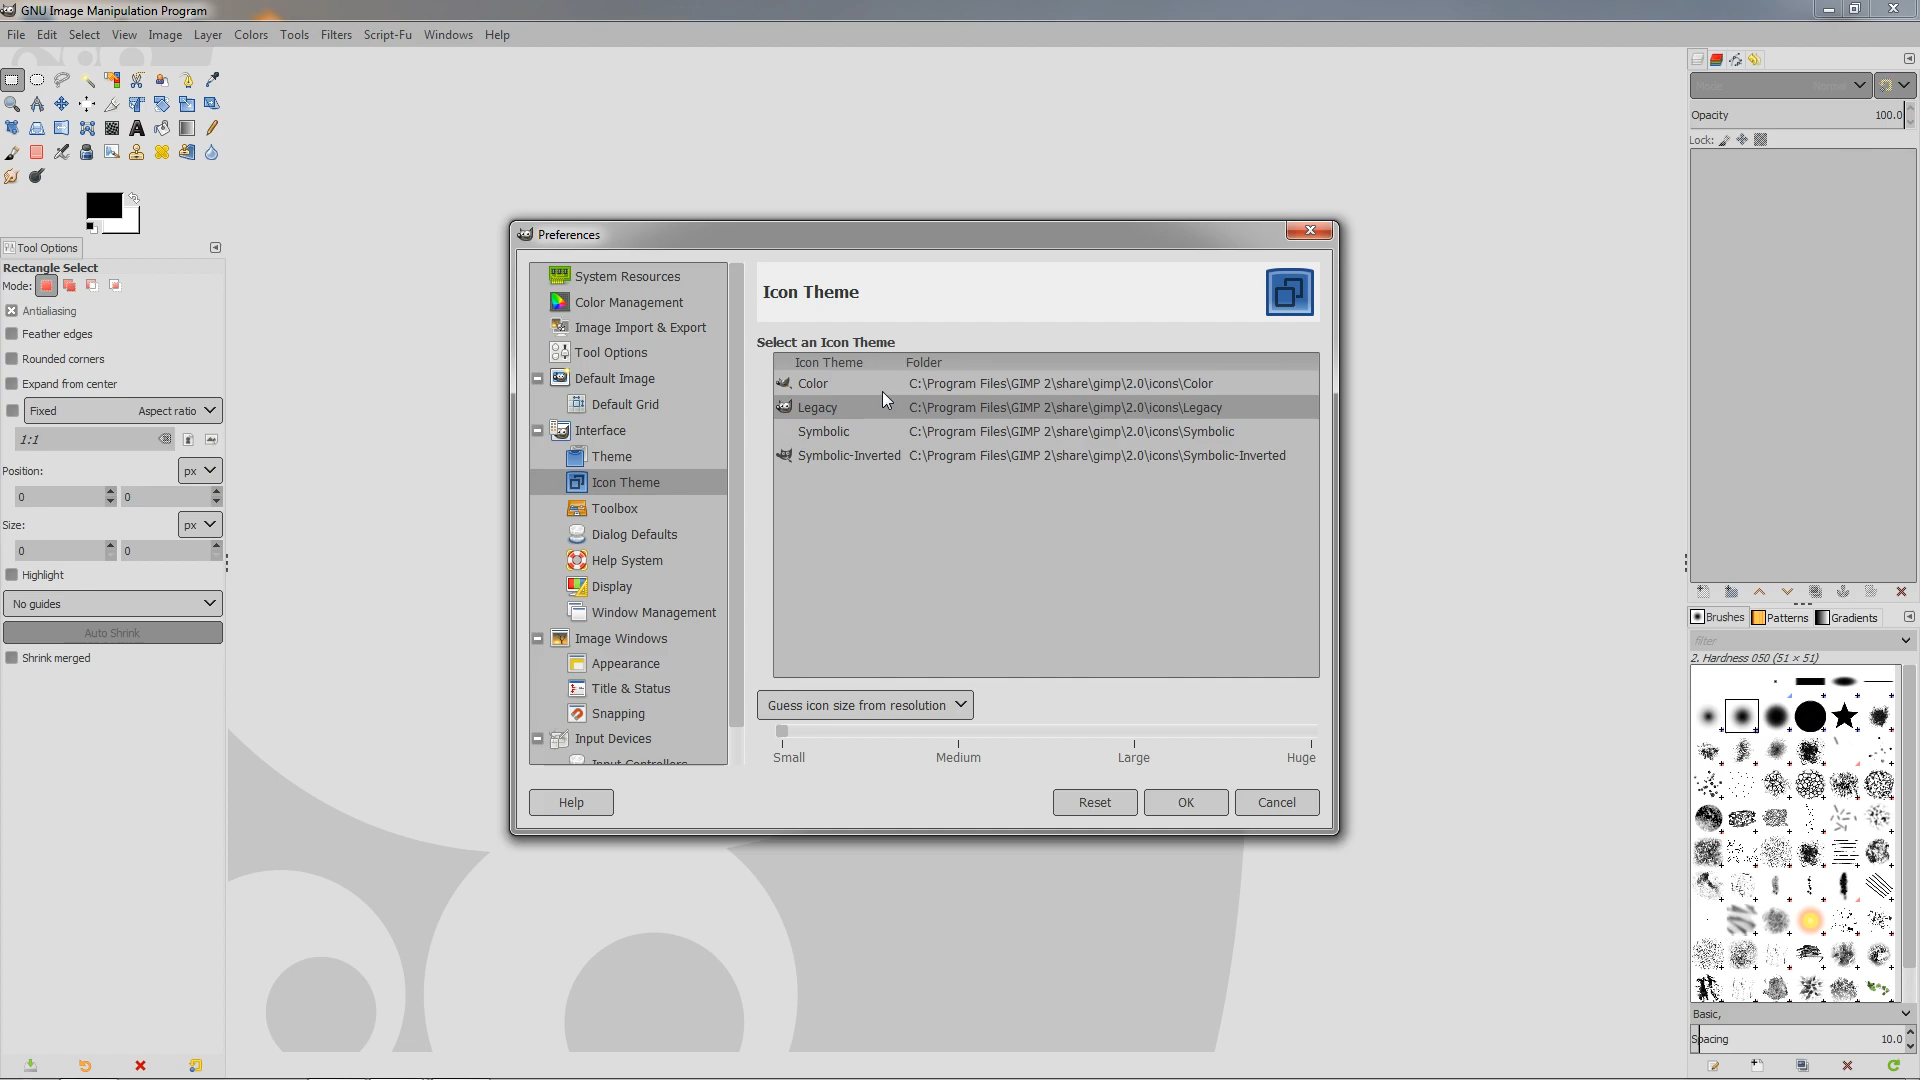 GNU Image Manipulation Program
File Edit Select View Image Layer Colors Tools Filters Script-Fu Windows Help
Tool Options
Rectangle Select
Mode:
Antialiasing
Feather edges
Rounded corners
Expand from center
Fixed Aspect ratio
1:1
Position: px
0 0
Size: px
0 0
Highlight
No guides
Auto Shrink
Shrink merged
Preferences
System Resources
Color Management
Image Import & Export
Tool Options
Default Image
Default Grid
Interface
Theme
Icon Theme
Toolbox
Dialog Defaults
Help System
Display
Window Management
Image Windows
Appearance
Title & Status
Snapping
Input Devices
Input Controllers
Icon Theme
Select an Icon Theme
Icon Theme Folder
Color C:\Program Files\GIMP 2\share\gimp\2.0\icons\Color
Legacy C:\Program Files\GIMP 2\share\gimp\2.0\icons\Legacy
Symbolic C:\Program Files\GIMP 2\share\gimp\2.0\icons\Symbolic
Symbolic-Inverted C:\Program Files\GIMP 2\share\gimp\2.0\icons\Symbolic-Inverted
Guess icon size from resolution
Small Medium Large Huge
Help Reset OK Cancel
Mode Normal
Opacity 100.0
Lock:
Brushes Patterns Gradients
filter
2. Hardness 050 (51 × 51)
Basic,
Spacing 10.0